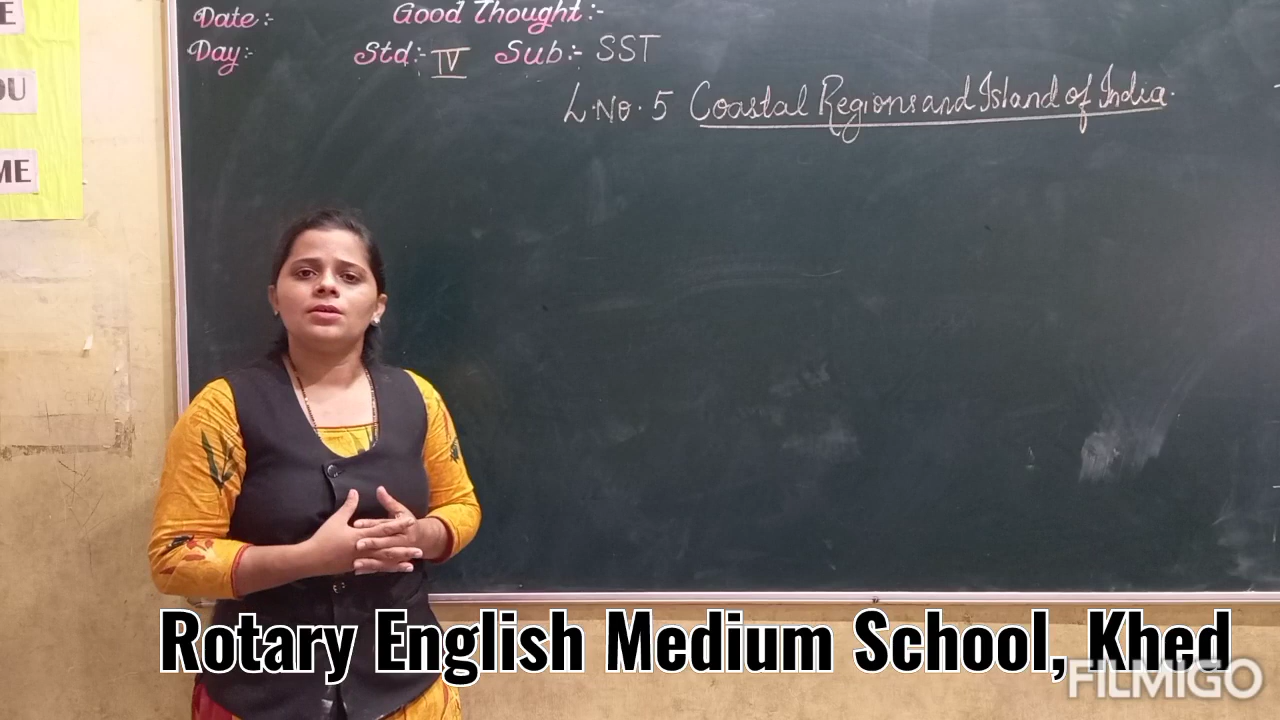 E
OU
ME
Date:- Good Thought:-
Day:- Std:- IV Sub:- SST
L.No. 5 Coastal Regions and Island of India.
Rotary English Medium School, Khed
FILMIGO